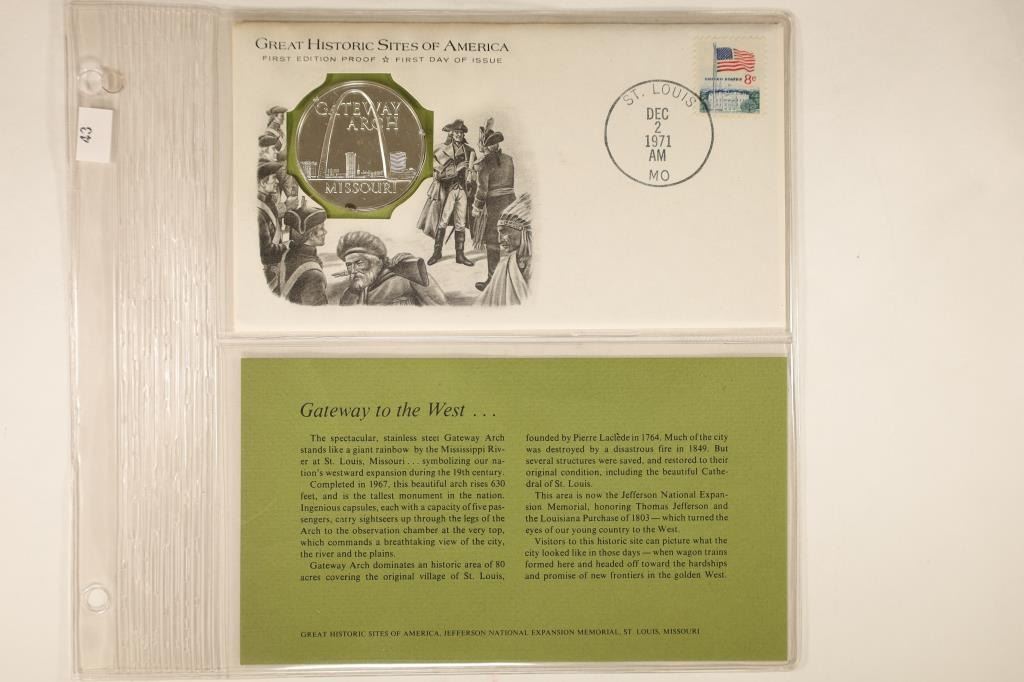 43
GREAT HISTORIC SITES OF AMERICA
FIRST EDITION PROOF ☆ FIRST DAY OF ISSUE
GATEWAY
ARCH
MISSOURI
UNITED STATES 8c
ST. LOUIS
DEC
2
1971
AM
MO
Gateway to the West . . .
The spectacular, stainless steel Gateway Arch
stands like a giant rainbow by the Mississippi Riv-
er at St. Louis, Missouri . . . symbolizing our na-
tion's westward expansion during the 19th century.
Completed in 1967, this beautiful arch rises 630
feet, and is the tallest monument in the nation.
Ingenious capsules, each with a capacity of five pas-
sengers, carry sightseers up through the legs of the
Arch to the observation chamber at the very top,
which commands a breathtaking view of the city,
the river and the plains.
Gateway Arch dominates an historic area of 80
acres covering the original village of St. Louis,
founded by Pierre Laclède in 1764. Much of the city
was destroyed by a disastrous fire in 1849. But
several structures were saved, and restored to their
original condition, including the beautiful Cathe-
dral of St. Louis.
This area is now the Jefferson National Expan-
sion Memorial, honoring Thomas Jefferson and
the Louisiana Purchase of 1803 — which turned the
eyes of our young country to the West.
Visitors to this historic site can picture what the
city looked like in those days — when wagon trains
formed here and headed off toward the hardships
and promise of new frontiers in the golden West.
GREAT HISTORIC SITES OF AMERICA, JEFFERSON NATIONAL EXPANSION MEMORIAL, ST. LOUIS, MISSOURI